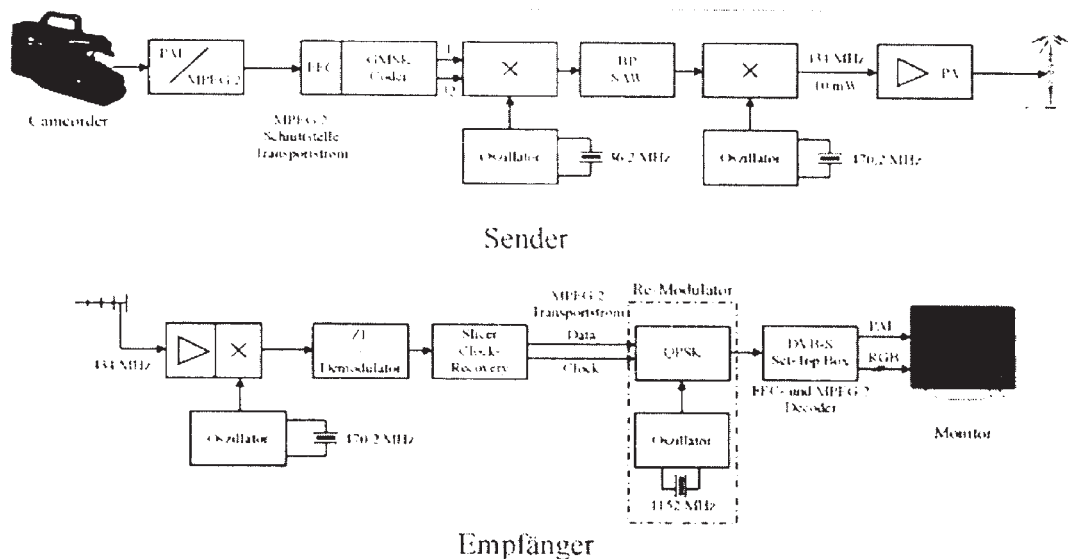 PAL
MPEG 2
FEC
GMSK
Coder
I
Q
BP
SAW
434 MHz
10 mW
PA
Camcorder
MPEG 2
Schnittstelle
Transportstrom
Oszillator
36,2 MHz
Oszillator
470,2 MHz
Sender
434 MHz
ZF
Demodulator
Slicer
Clock-
Recovery
MPEG 2
Transportstrom
Data
Clock
Re-Modulator
QPSK
DVB-S
Set-Top Box
PAL
RGB
FEC- und MPEG 2
Decoder
Monitor
Oszillator
470,2 MHz
Oszillator
1152 MHz
Empfänger